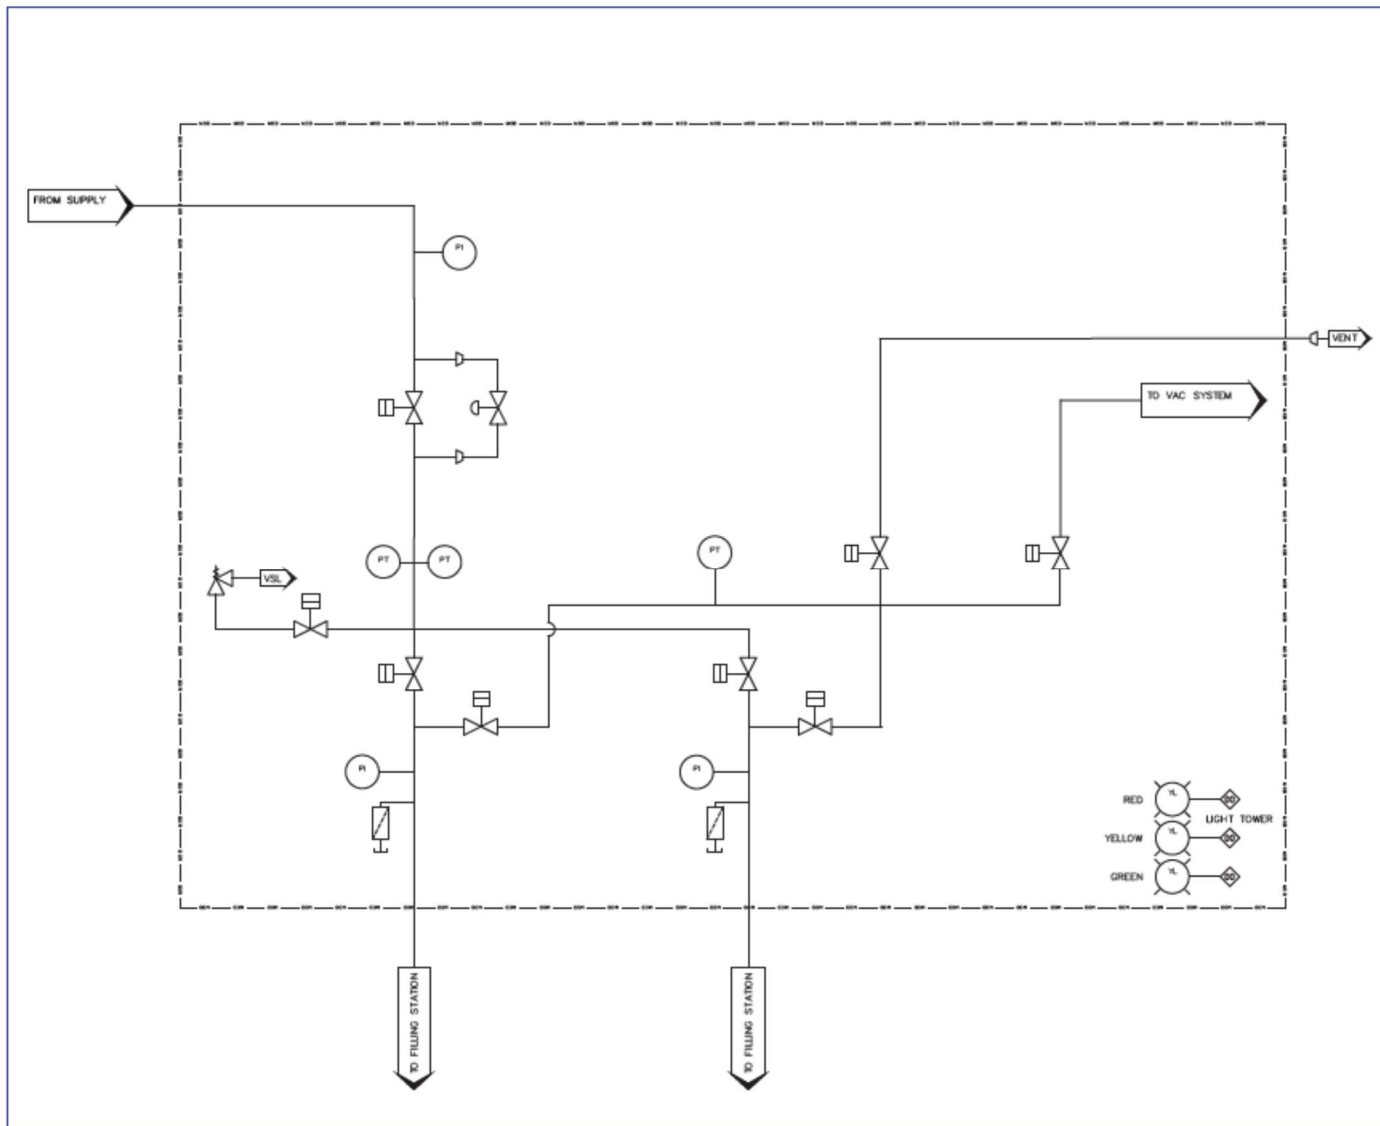 FROM SUPPLY
PI
VENT
TO VAC SYSTEM
PT
PT
PT
VSL
PI
PI
RED
YL
LIGHT TOWER
YELLOW
YL
GREEN
YL
TO FILLING STATION
TO FILLING STATION